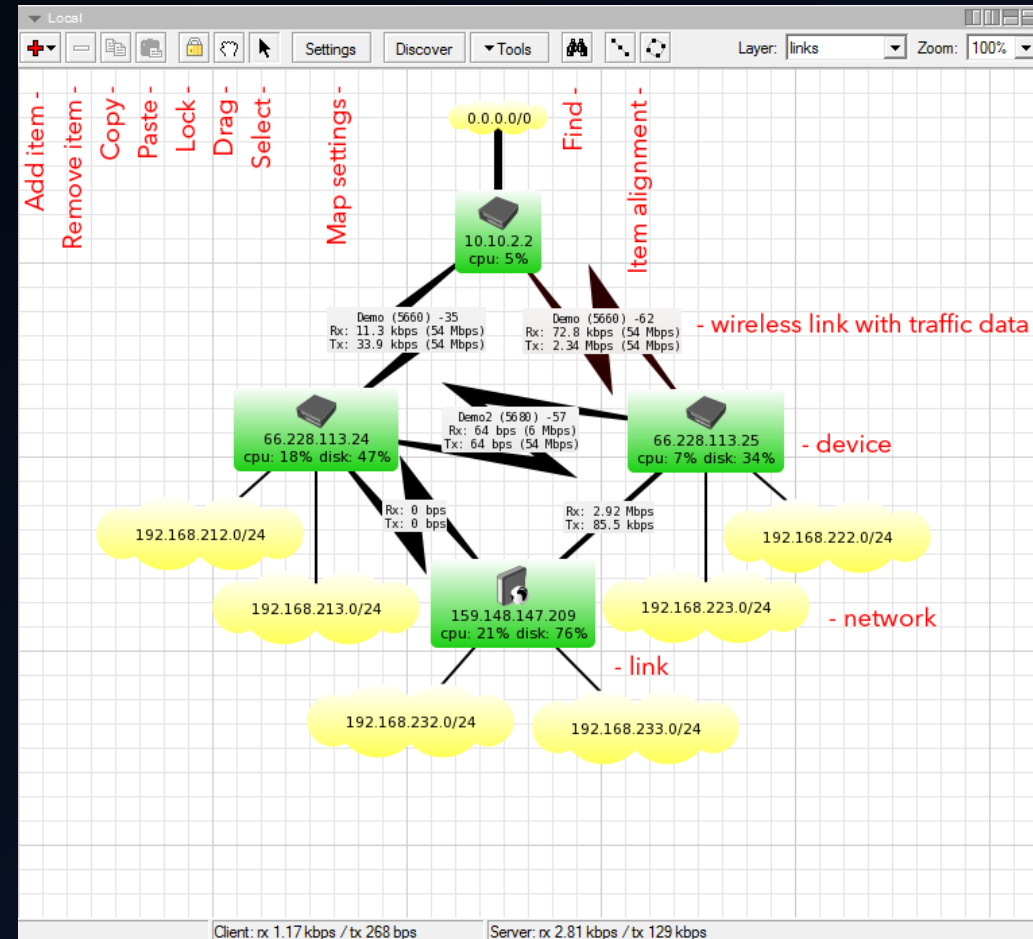 Local
Settings
Discover
Tools
Layer: links
Zoom: 100%
Add item -
Remove item -
Copy -
Paste -
Lock -
Drag -
Select -
Map settings -
Find -
Item alignment -
0.0.0.0/0
10.10.2.2
cpu: 5%
Demo (5660) -35
Rx: 11.3 kbps (54 Mbps)
Tx: 33.9 kbps (54 Mbps)
Demo (5660) -62
Rx: 72.8 kbps (54 Mbps)
Tx: 2.34 Mbps (54 Mbps)
- wireless link with traffic data
66.228.113.24
cpu: 18% disk: 47%
Demo2 (5680) -57
Rx: 64 bps (6 Mbps)
Tx: 64 bps (54 Mbps)
66.228.113.25
cpu: 7% disk: 34%
- device
Rx: 0 bps
Tx: 0 bps
Rx: 2.92 Mbps
Tx: 85.5 kbps
192.168.212.0/24
192.168.222.0/24
192.168.213.0/24
159.148.147.209
cpu: 21% disk: 76%
192.168.223.0/24
- network
- link
192.168.232.0/24
192.168.233.0/24
Client: rx 1.17 kbps / tx 268 bps
Server: rx 2.81 kbps / tx 129 kbps